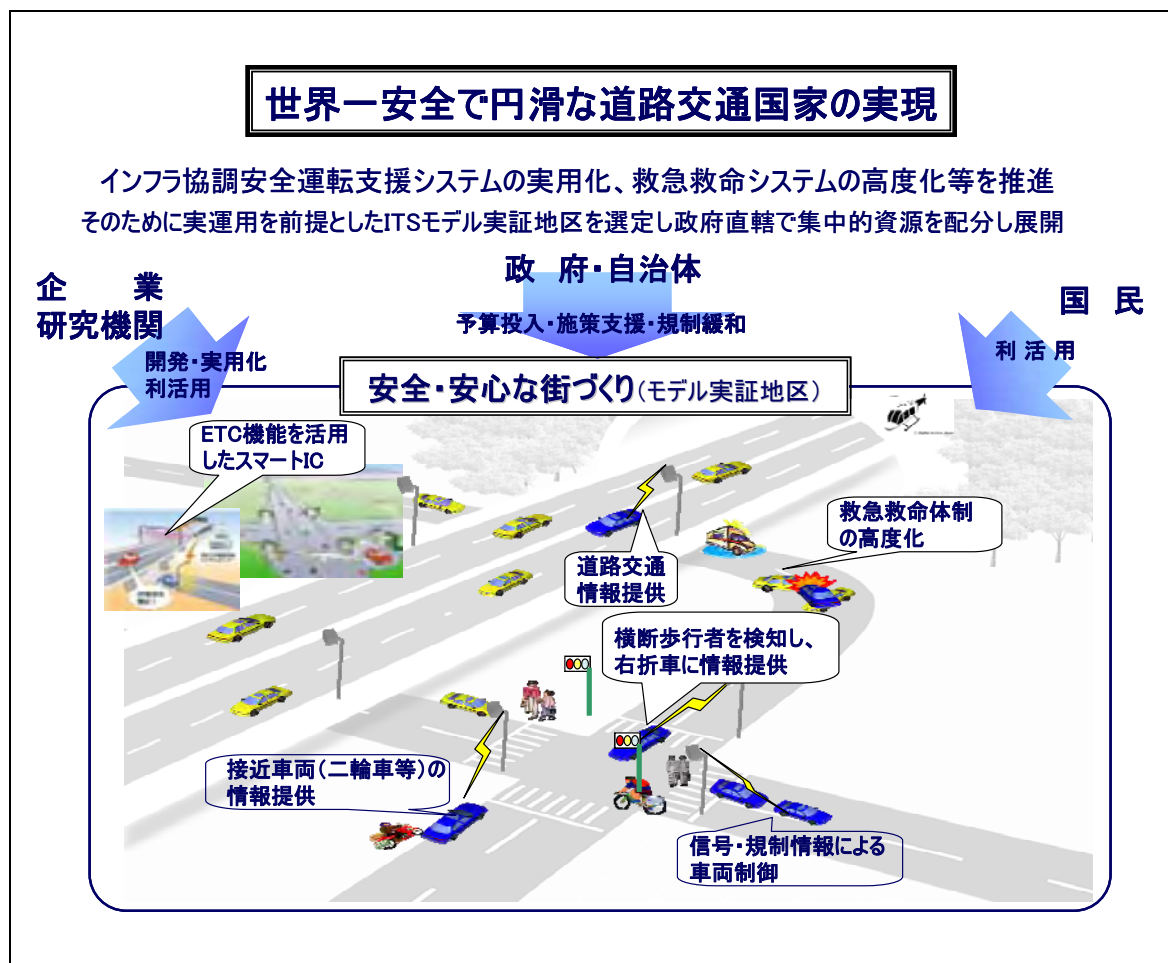 世界一安全で円滑な道路交通国家の実現
インフラ協調安全運転支援システムの実用化、救急救命システムの高度化等を推進
そのために実運用を前提としたITSモデル実証地区を選定し政府直轄で集中的資源を配分し展開
政 府・自治体
企 業
研究機関
国 民
予算投入・施策支援・規制緩和
開発・実用化
利活用
利 活 用
安全・安心な街づくり(モデル実証地区)
ETC機能を活用
したスマートIC
救急救命体制
の高度化
道路交通
情報提供
横断歩行者を検知し、
右折車に情報提供
接近車両(二輪車等)の
情報提供
信号・規制情報による
車両制御